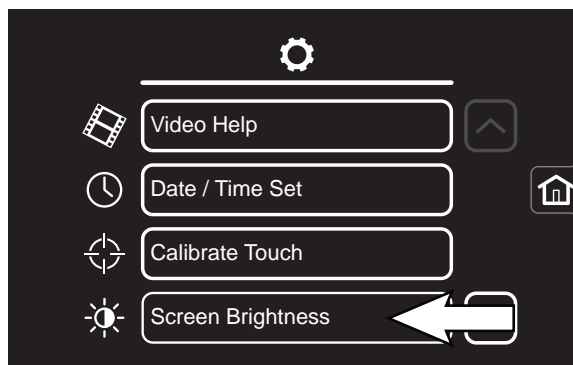 Video Help
Date / Time Set
Calibrate Touch
Screen Brightness